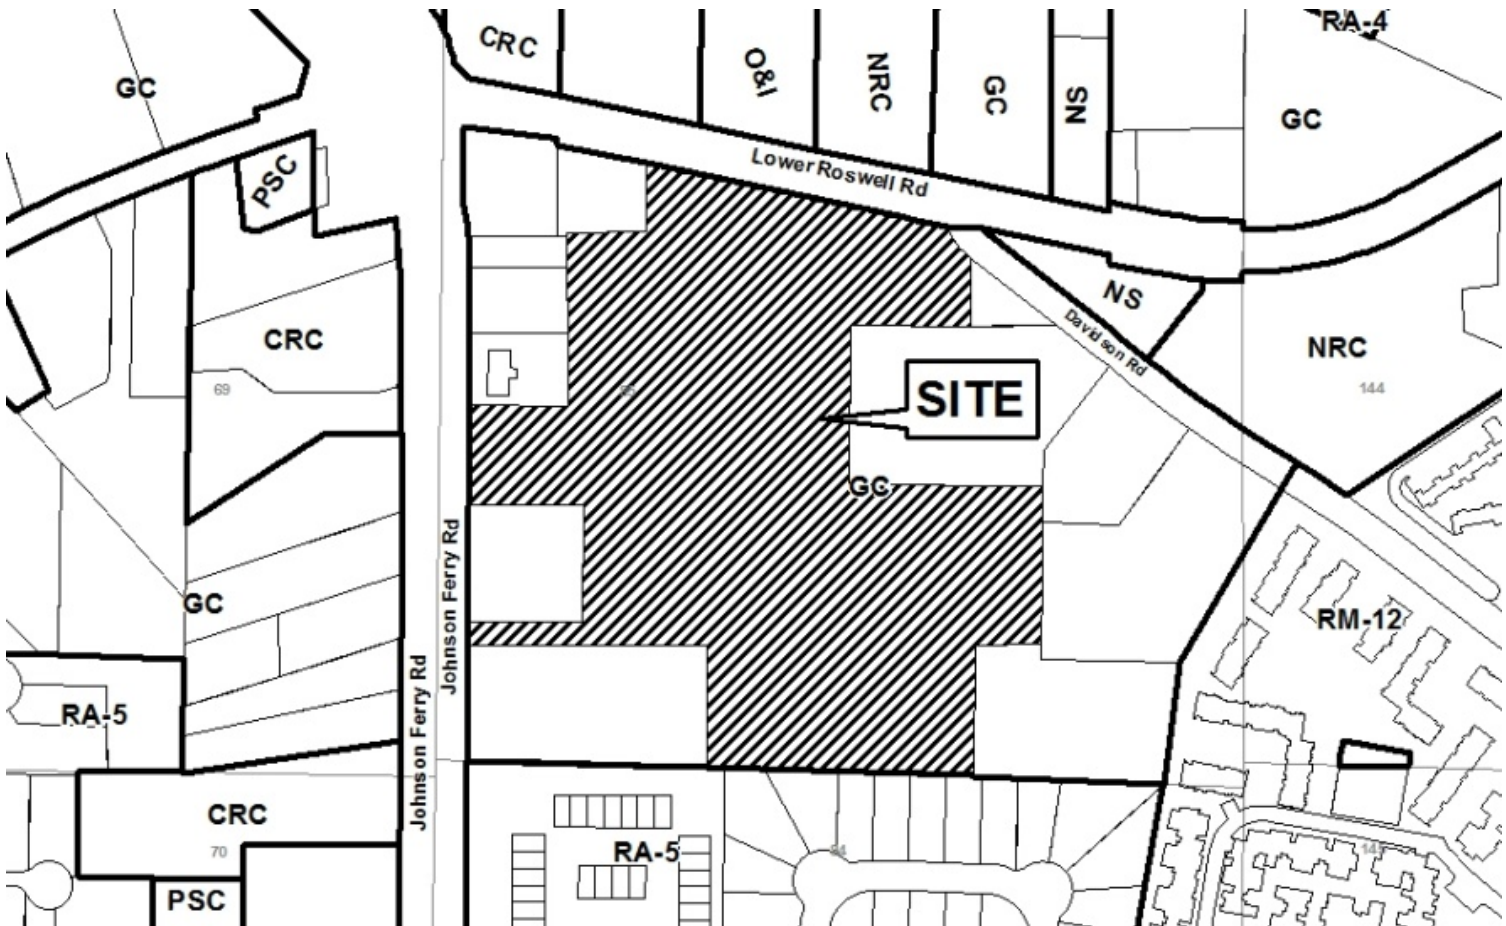 RA-4
CRC
GC
O&I
NRC
GC
NS
GC
PSC
Lower Roswell Rd
NS
Davidson Rd
CRC
NRC
69
144
SITE
GC
Johnson Ferry Rd
GC
RM-12
Johnson Ferry Rd
RA-5
CRC
RA-5
70
PSC